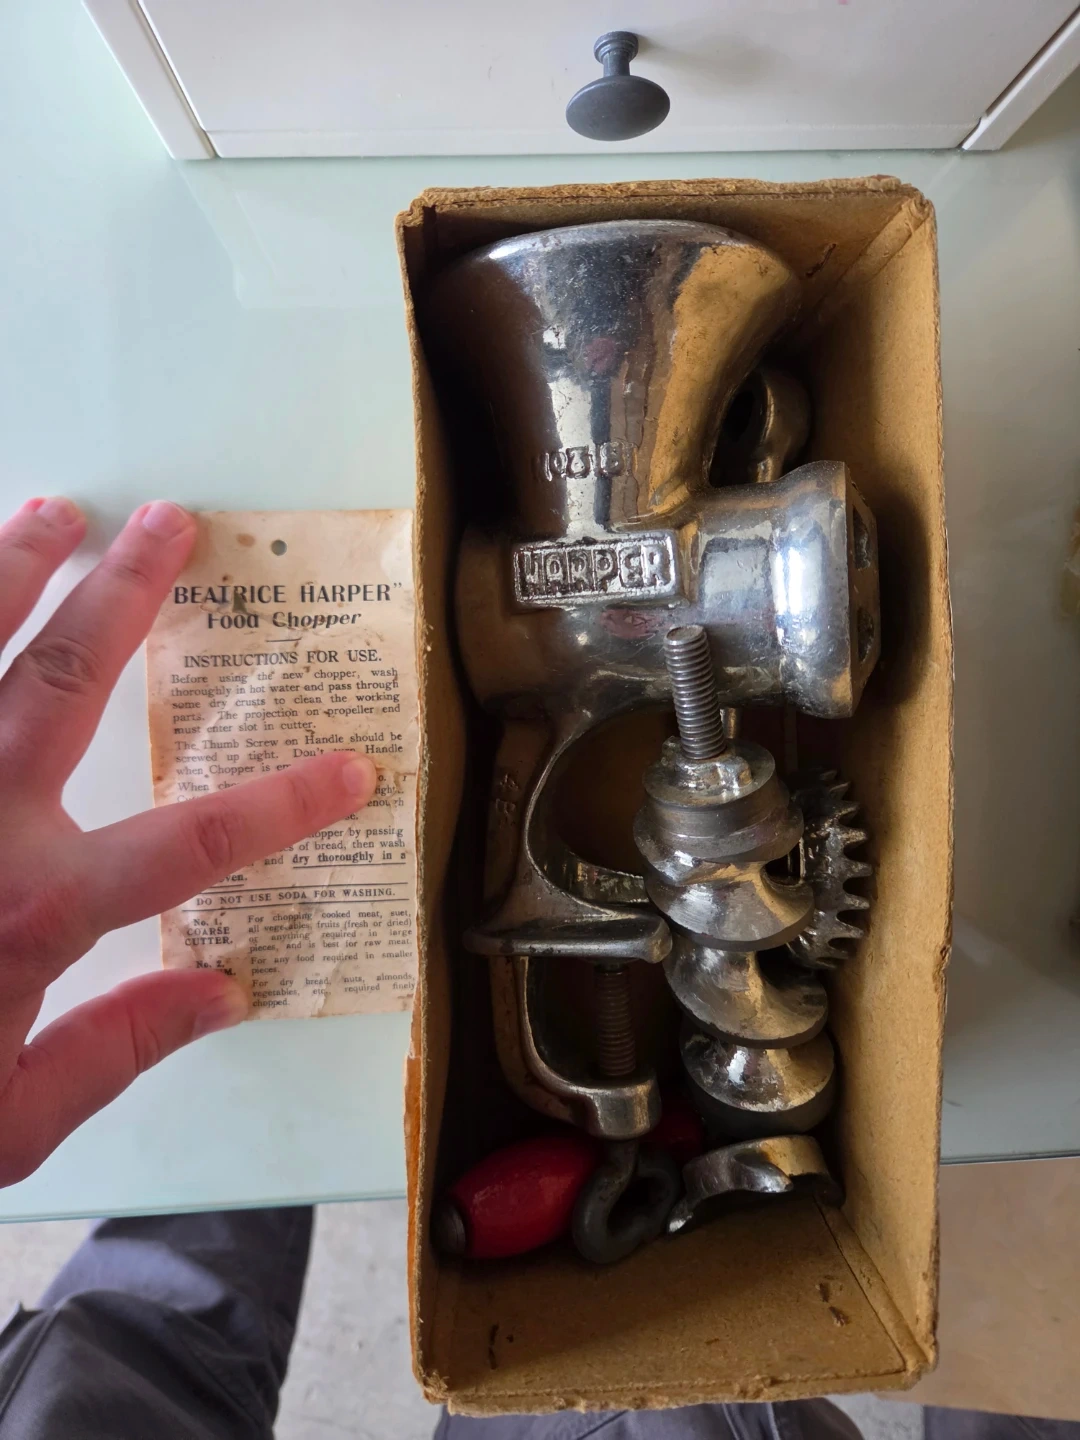 "BEATRICE HARPER"
Food Chopper
INSTRUCTIONS FOR USE.
Before using the new chopper, wash
thoroughly in hot water and pass through
some dry crusts to clean the working
parts. The projection on propeller end
must enter slot in cutter.
The Thumb Screw on Handle should be
screwed up tight. Don't turn Handle
when Chopper is
When
opper by passing
s of bread, then wash
and dry thoroughly in a
DO NOT USE SODA FOR WASHING.
No. 1.
COARSE
CUTTER.
For chopping cooked meat, suet,
all vegetables, fruits (fresh or dried)
or anything required in large
pieces, and is best for raw meat.
No. 2.
For any food required in smaller
pieces.
For dry bread, nuts, almonds,
vegetables, etc., required finely
chopped.
HARPER